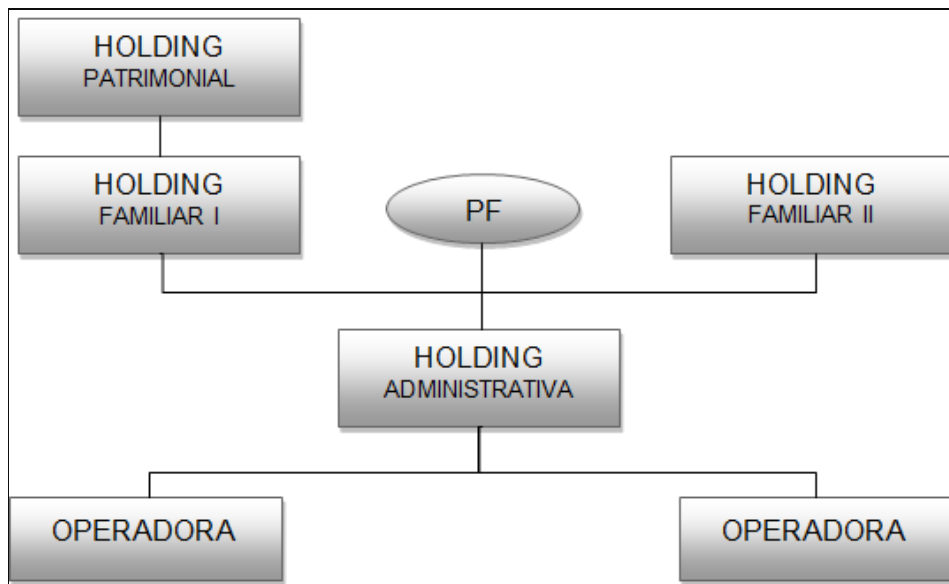 HOLDING
PATRIMONIAL
HOLDING
FAMILIAR I
PF
HOLDING
FAMILIAR II
HOLDING
ADMINISTRATIVA
OPERADORA
OPERADORA